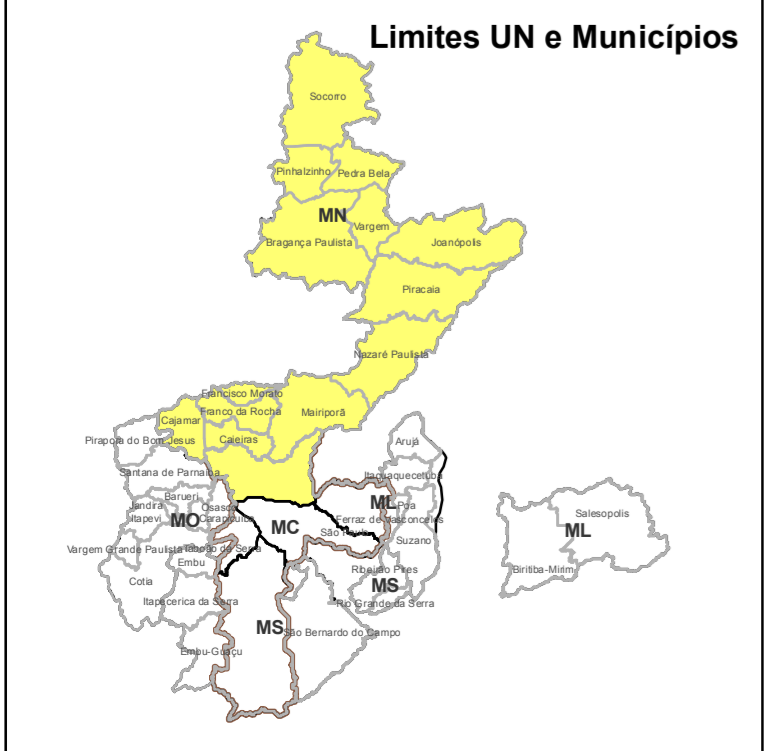 Limites UN e Municípios
Socorro
Pinhalzinho
Pedra Bela
MN
Vargem
Bragança Paulista
Joanópolis
Piracaia
Nazaré Paulista
Francisco Morato
Franco da Rocha
Mairiporã
Cajamar
Caieiras
Pirapora do Bom Jesus
Arujá
Santana de Parnaíba
Itaquaquecetuba
Barueri
Jandira
Osasco
ML
Poá
Itapevi
MO
Carapicuíba
MC
Ferraz de Vasconcelos
São Paulo
Suzano
Salesopolis
ML
Vargem Grande Paulista
Taboão da Serra
Embu
Cotia
Ribeirão Pires
MS
Biritiba-Mirim
Itapecerica da Serra
Rio Grande da Serra
MS
São Bernardo do Campo
Embu-Guaçu